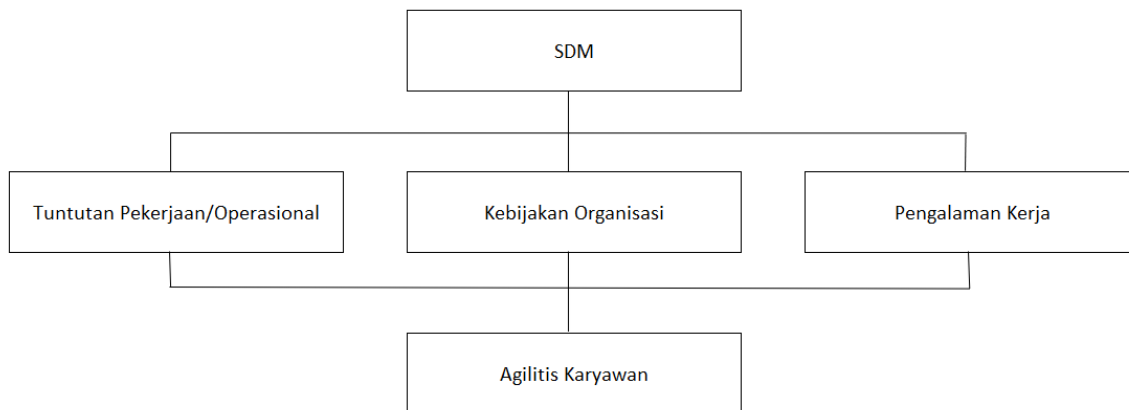 SDM
Tuntutan Pekerjaan/Operasional
Kebijakan Organisasi
Pengalaman Kerja
Agilitis Karyawan